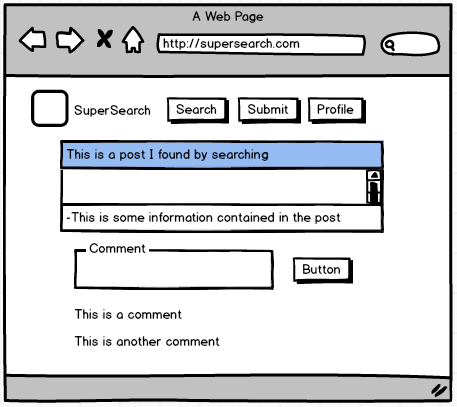 A Web Page
http://supersearch.com
SuperSearch Search Submit Profile
This is a post I found by searching
-This is some information contained in the post
Comment
Button
This is a comment
This is another comment